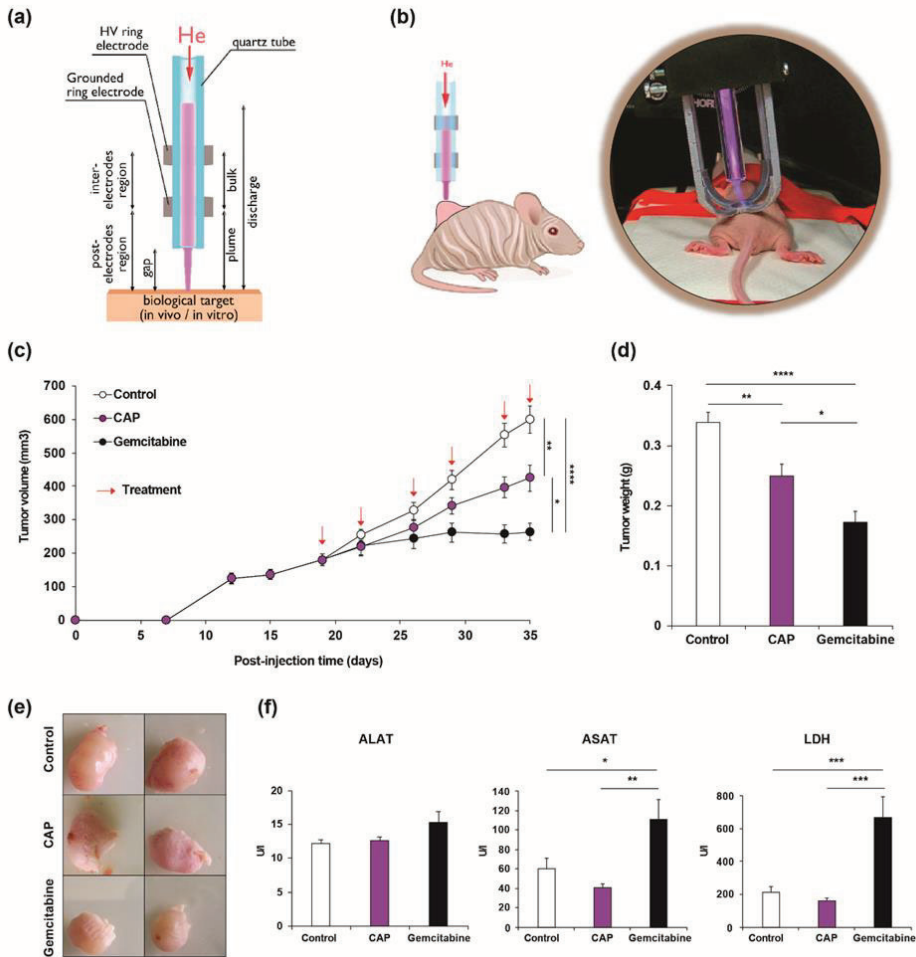 (a)
HV ring
electrode
He
quartz tube
Grounded
ring electrode
inter-
electrodes
region
post-
electrodes
region
gap
bulk
plume
discharge
biological target
(in vivo / in vitro)
(b)
He
HOR
(c)
Tumor volume (mm3)
700
600
500
400
300
200
100
0
Control
CAP
Gemcitabine
Treatment
**
*
****
0
5
10
15
20
25
30
35
Post-injection time (days)
(d)
Tumor weight (g)
0.4
0.3
0.2
0.1
0
****
**
*
Control
CAP
Gemcitabine
(e)
Control
CAP
Gemcitabine
(f)
ALAT
U/l
25
20
15
10
5
0
Control
CAP
Gemcitabine
ASAT
*
**
U/l
140
120
100
80
60
40
20
0
Control
CAP
Gemcitabine
LDH
***
***
U/l
800
600
400
200
0
Control
CAP
Gemcitabine